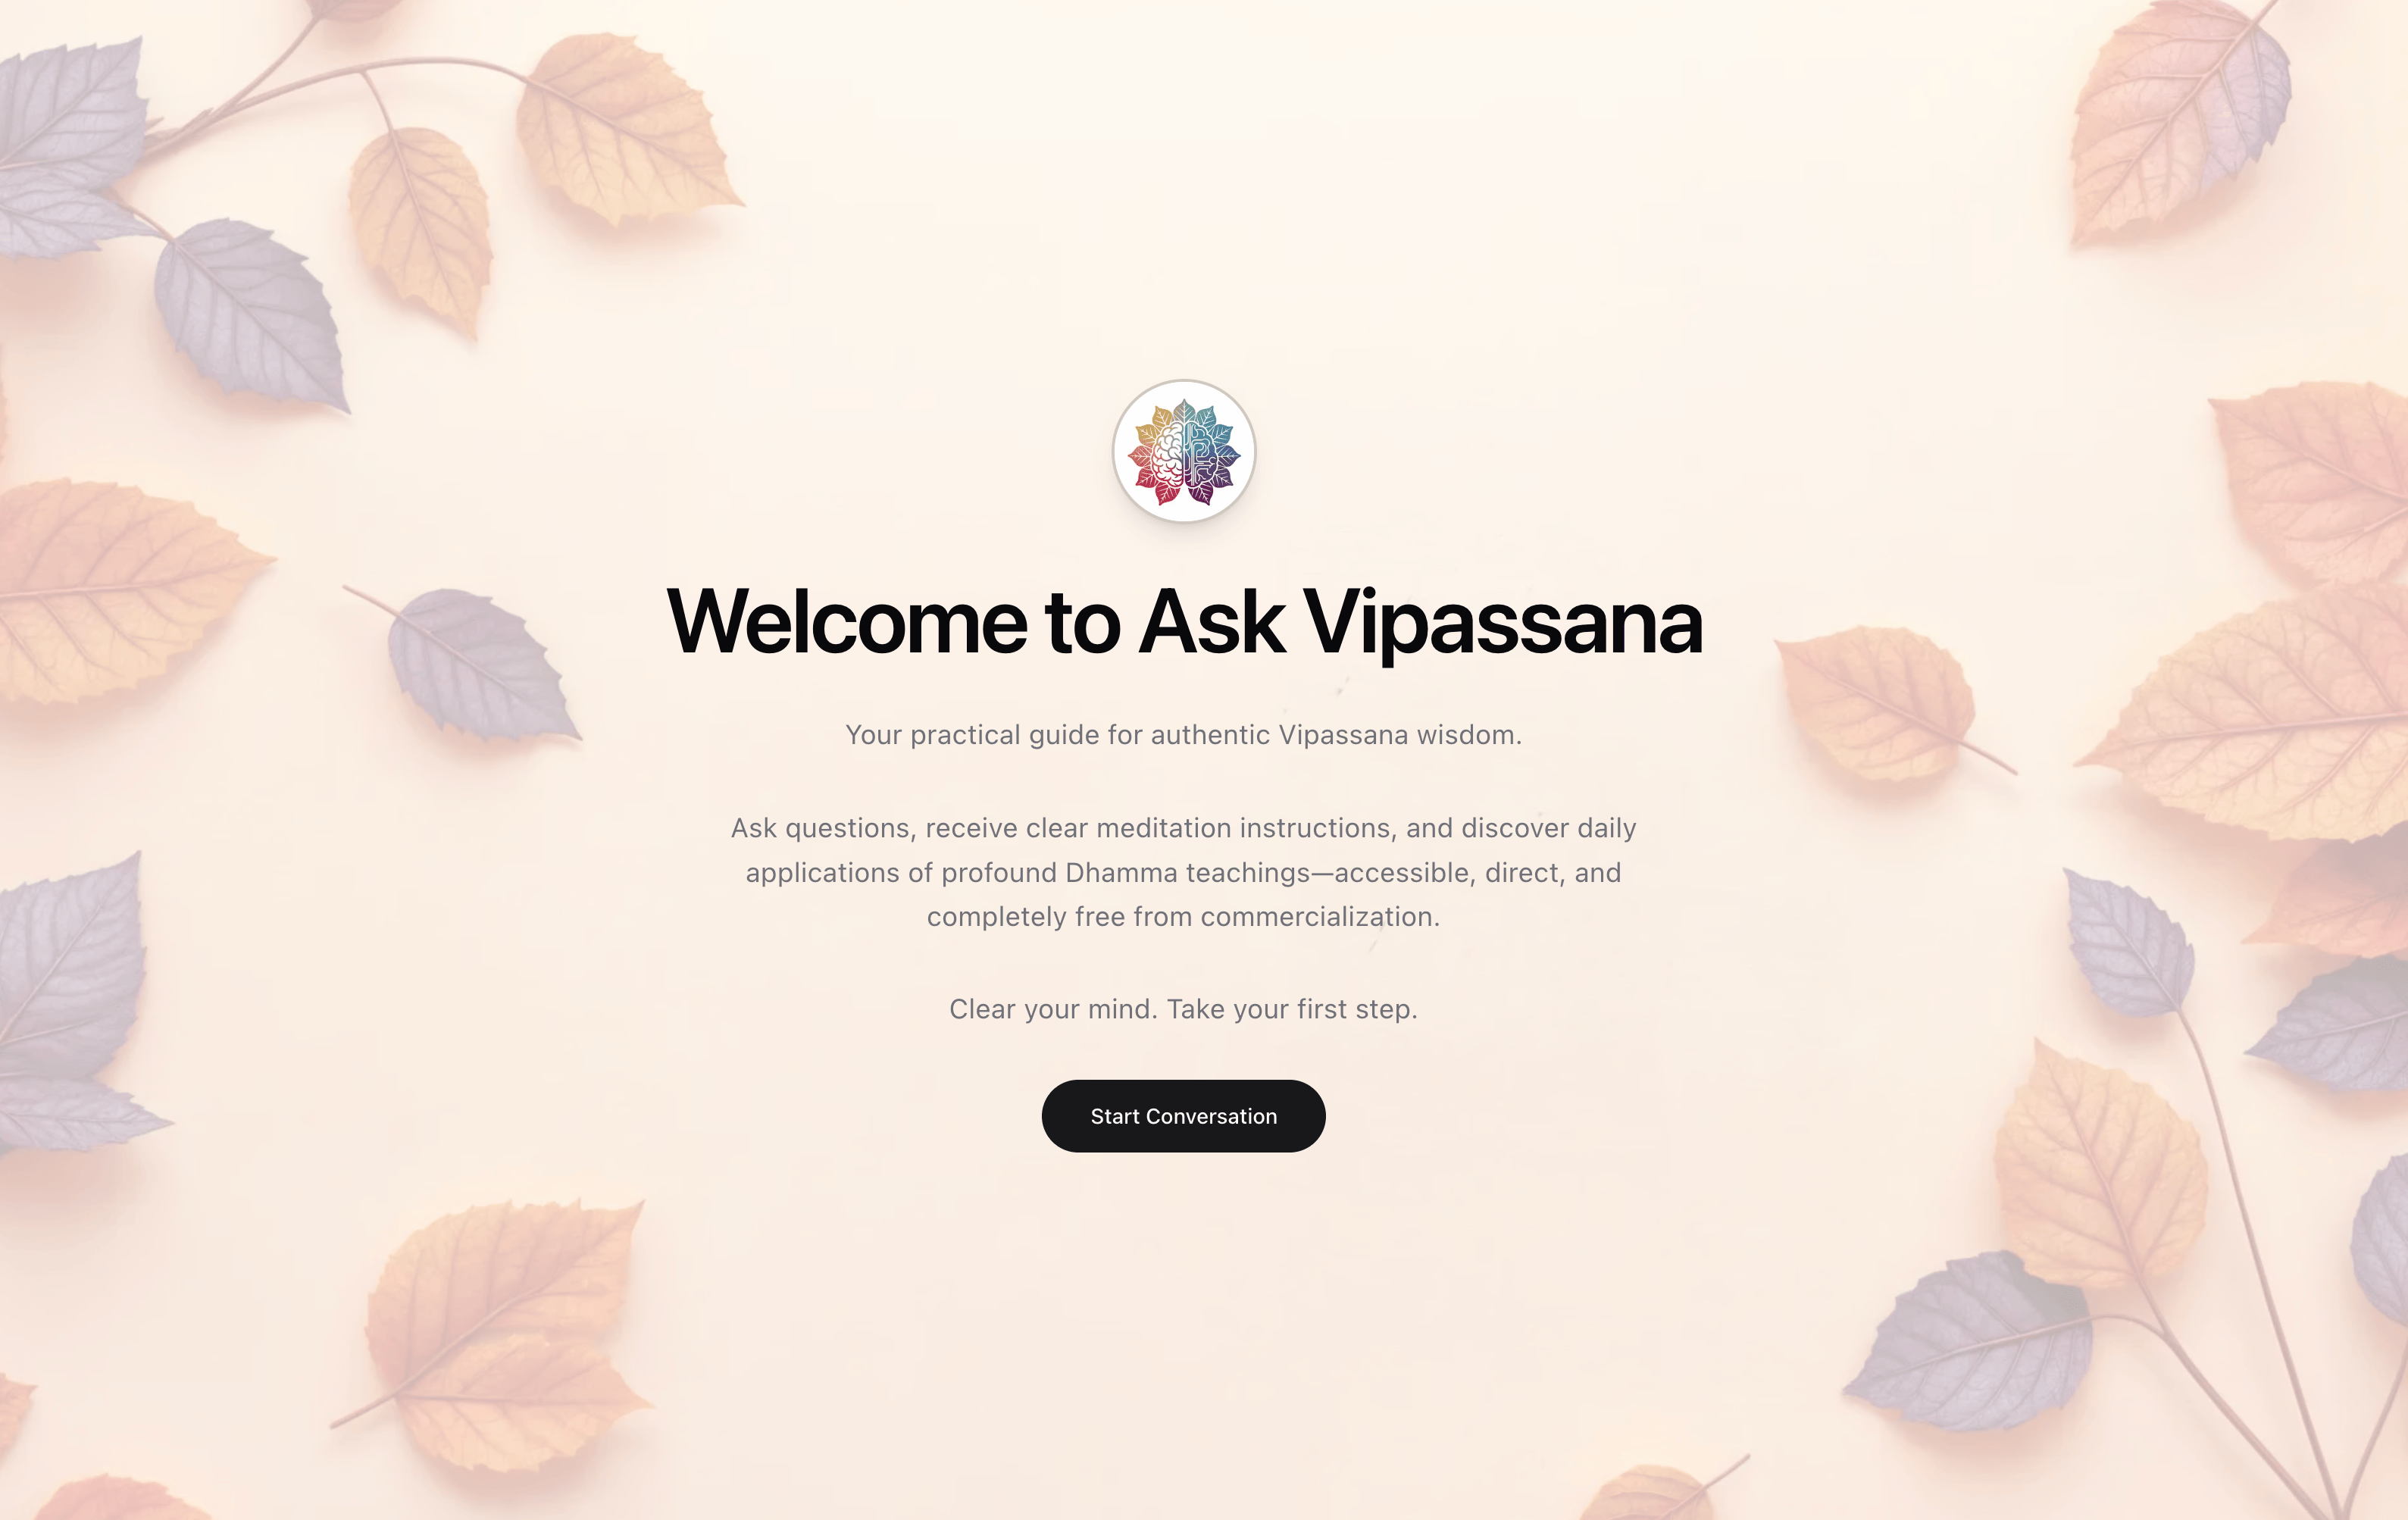 Welcome to Ask Vipassana
Your practical guide for authentic Vipassana wisdom.
Ask questions, receive clear meditation instructions, and discover daily
applications of profound Dhamma teachings—accessible, direct, and
completely free from commercialization.
Clear your mind. Take your first step.
Start Conversation